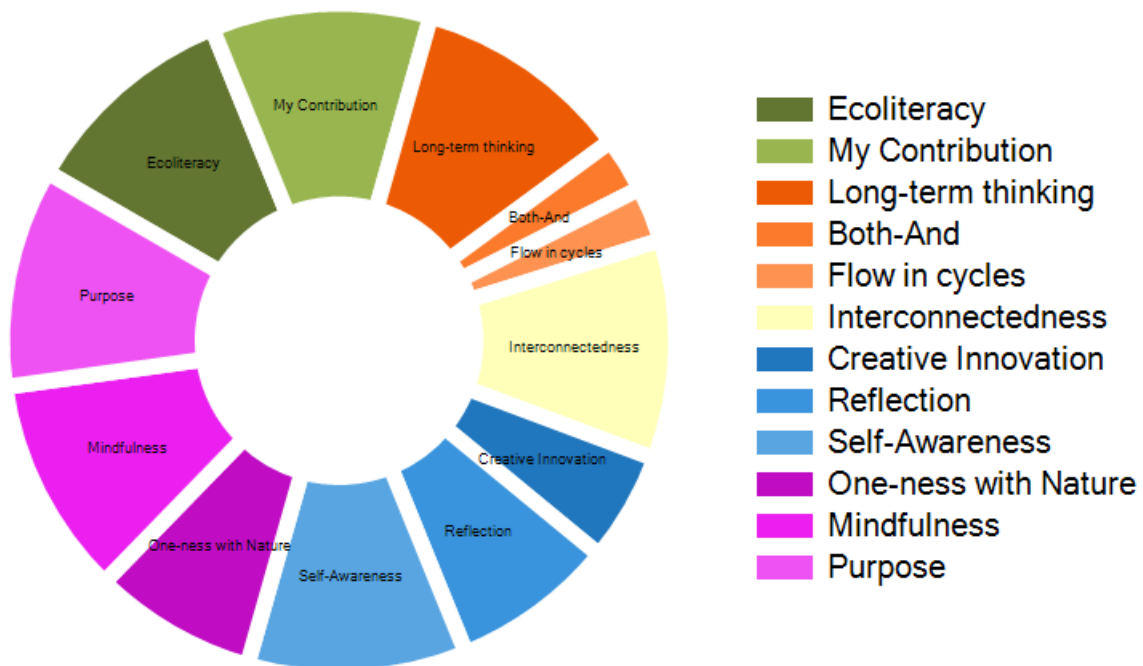 My Contribution
Long-term thinking
Ecoliteracy
Both-And
Flow in cycles
Purpose
Interconnectedness
Mindfulness
Creative Innovation
Reflection
One-ness with Nature
Self-Awareness
Ecoliteracy
My Contribution
Long-term thinking
Both-And
Flow in cycles
Interconnectedness
Creative Innovation
Reflection
Self-Awareness
One-ness with Nature
Mindfulness
Purpose